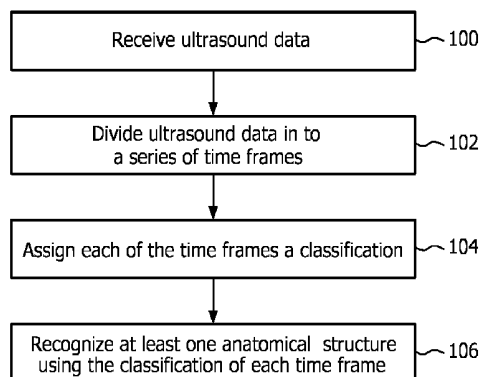 Receive ultrasound data
100
Divide ultrasound data in to
a series of time frames
102
Assign each of the time frames a classification
104
Recognize at least one anatomical structure
using the classification of each time frame
106